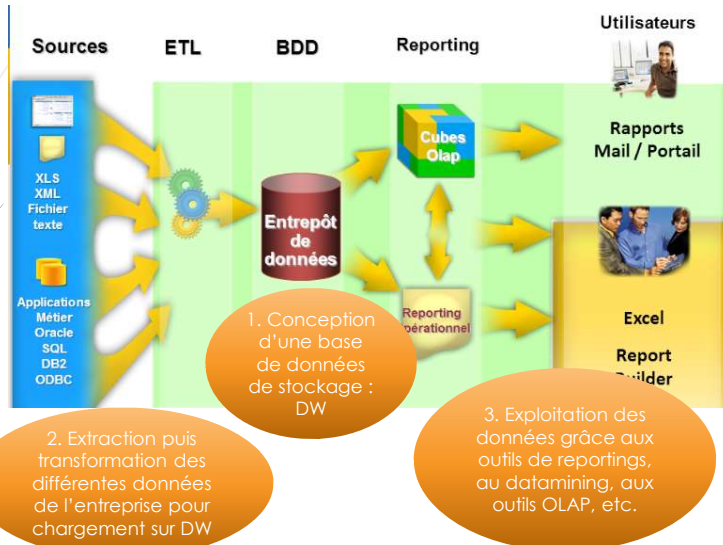 Sources
ETL
BDD
Reporting
Utilisateurs
XLS
XML
Fichier
texte
Applications
Métier
Oracle
SQL
DB2
ODBC
Entrepôt
de
données
Cubes
Olap
Reporting
pérationnel
Rapports
Mail / Portail
Excel
Report
Builder
1. Conception
d'une base
de données
de stockage :
DW
2. Extraction puis
transformation des
différentes données
de l'entreprise pour
chargement sur DW
3. Exploitation des
données grâce aux
outils de reportings,
au datamining, aux
outils OLAP, etc.